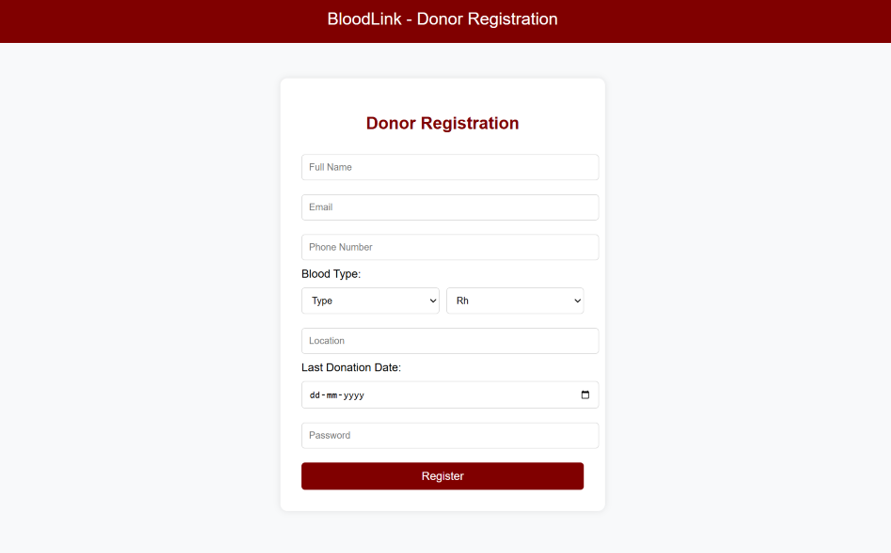 BloodLink - Donor Registration
Donor Registration
Full Name
Email
Phone Number
Blood Type:
Type Rh
Location
Last Donation Date:
dd-mm-yyyy
Password
Register